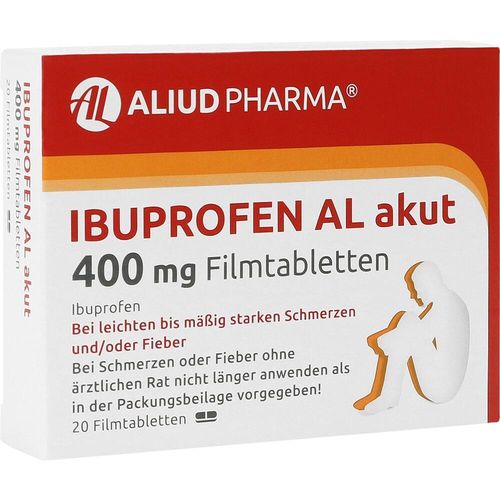 AL ALIUD PHARMA®
IBUPROFEN AL akut
400 mg Filmtabletten
Ibuprofen
Bei leichten bis mäßig starken Schmerzen
und/oder Fieber
Bei Schmerzen oder Fieber ohne
ärztlichen Rat nicht länger anwenden als
in der Packungsbeilage vorgegeben!
20 Filmtabletten
IBUPROFEN AL akut
400 mg Filmtabletten
20 Filmtabletten